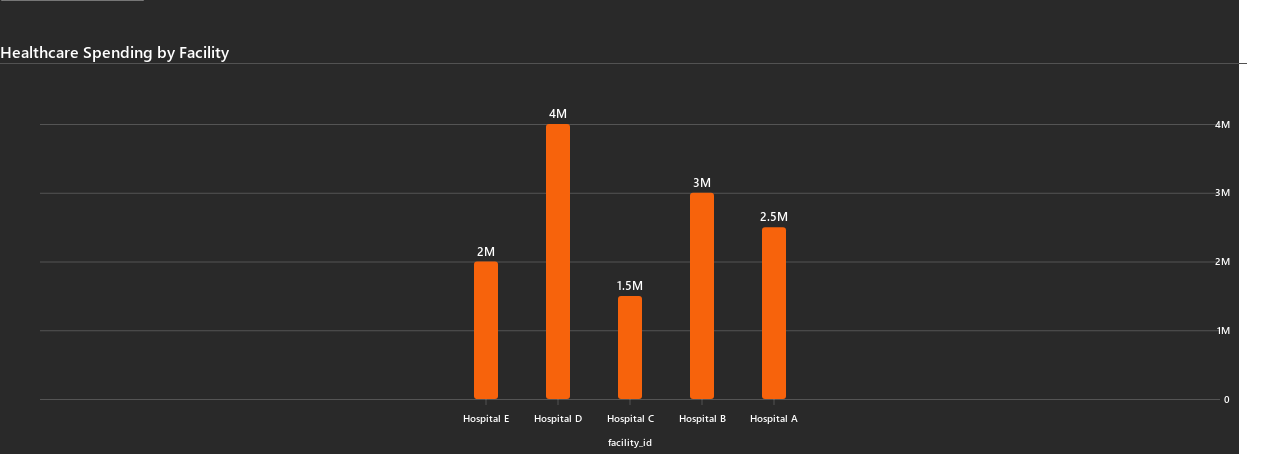 Healthcare Spending by Facility
4M
4M
3M
3M
2.5M
2M
2M
1.5M
1M
0
Hospital E Hospital D Hospital C Hospital B Hospital A
facility_id